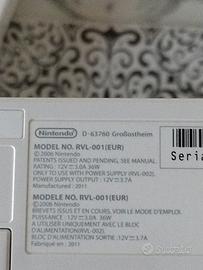 Nintendo D-63760 Großostheim
MODEL NO. RVL-001(EUR)
©2006 Nintendo
PATENTS ISSUED AND PENDING, SEE MANUAL
RATING : 12V⎓3.0A 36W
ONLY TO USE WITH POWER SUPPLY (RVL-002).
POWER SUPPLY INPUT : 12V⎓3.7A
Manufactured : 2011
MODÈLE NO. RVL-001(EUR)
©2006 Nintendo
BREVETS ISSUS ET EN COURS, VOIR LE MODE D'EMPLOI.
PUISSANCE : 12V⎓3.0A 36W
A UTILISER UNIQUEMENT AVEC LE BLOC
D'ALIMENTATION (RVL-002).
BLOC D'ALIMENTATION SORTIE :12V⎓3.7A
Fabriqué en : 2011
Seria